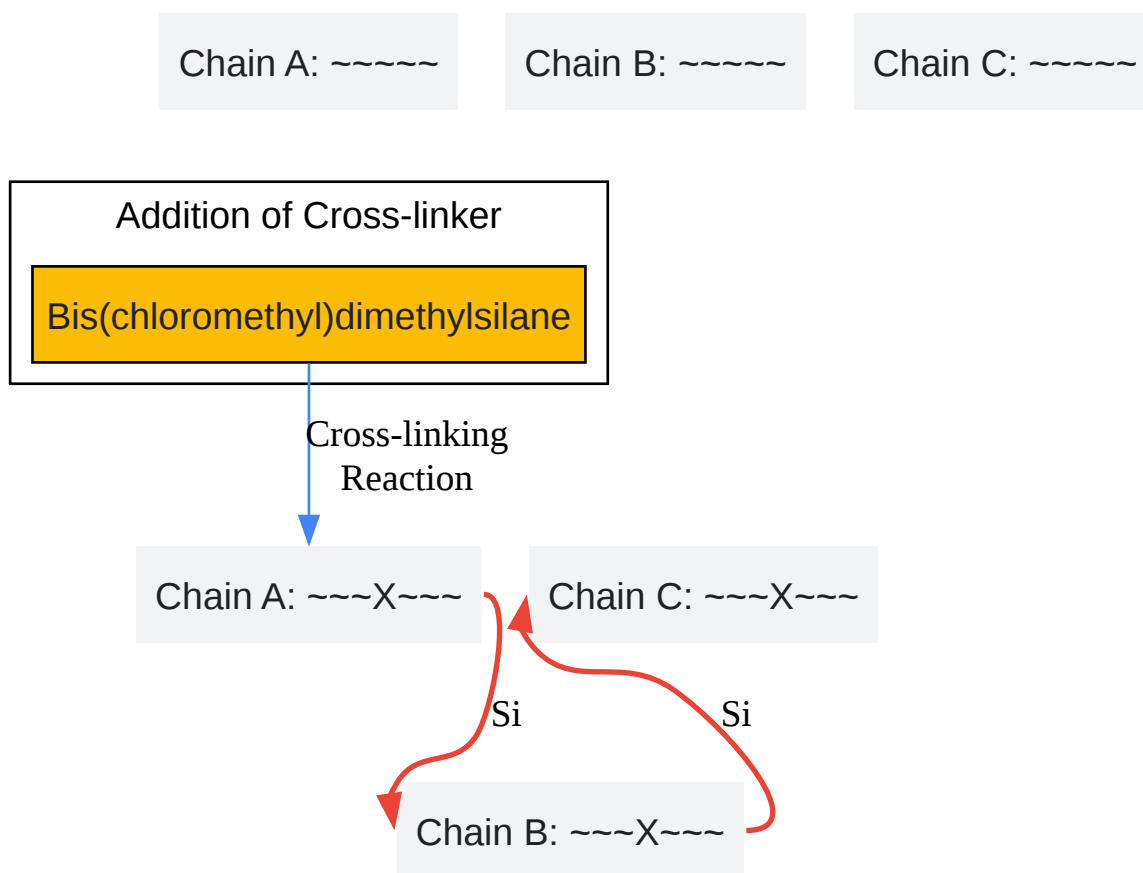 Chain A: ~~~~~
Chain B: ~~~~~
Chain C: ~~~~~
Addition of Cross-linker
Bis(chloromethyl)dimethylsilane
Cross-linking
Reaction
Chain A: ~~~X~~~
Chain C: ~~~X~~~
Si
Si
Chain B: ~~~X~~~